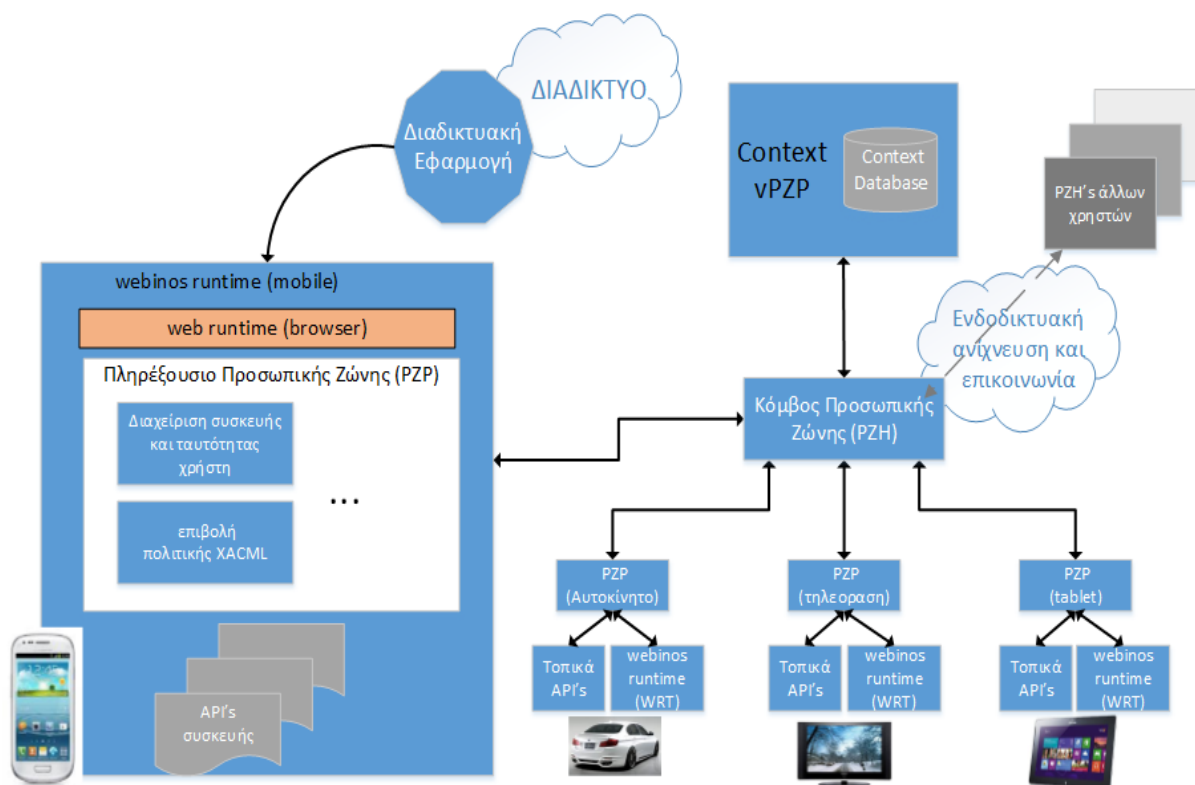 ΔΙΑΔΙΚΤΥΟ
Διαδικτυακή
Εφαρμογή
Context
vPZP
Context
Database
PZH's άλλων
χρηστών
webinos runtime (mobile)
web runtime (browser)
Πληρέξουσιο Προσωπικής Ζώνης (PZP)
Διαχείριση συσκευής
και ταυτότητας
χρήστη
...
επιβολή
πολιτικής XACML
API's
συσκευής
Ενδοδικτυακή
ανίχνευση και
επικοινωνία
Κόμβος Προσωπικής
Ζώνης (PZH)
PZP
(Αυτοκίνητο)
Τοπικά
API's
webinos
runtime
(WRT)
PZP
(τηλεοραση)
Τοπικά
API's
webinos
runtime
(WRT)
PZP
(tablet)
Τοπικά
API's
webinos
runtime
(WRT)